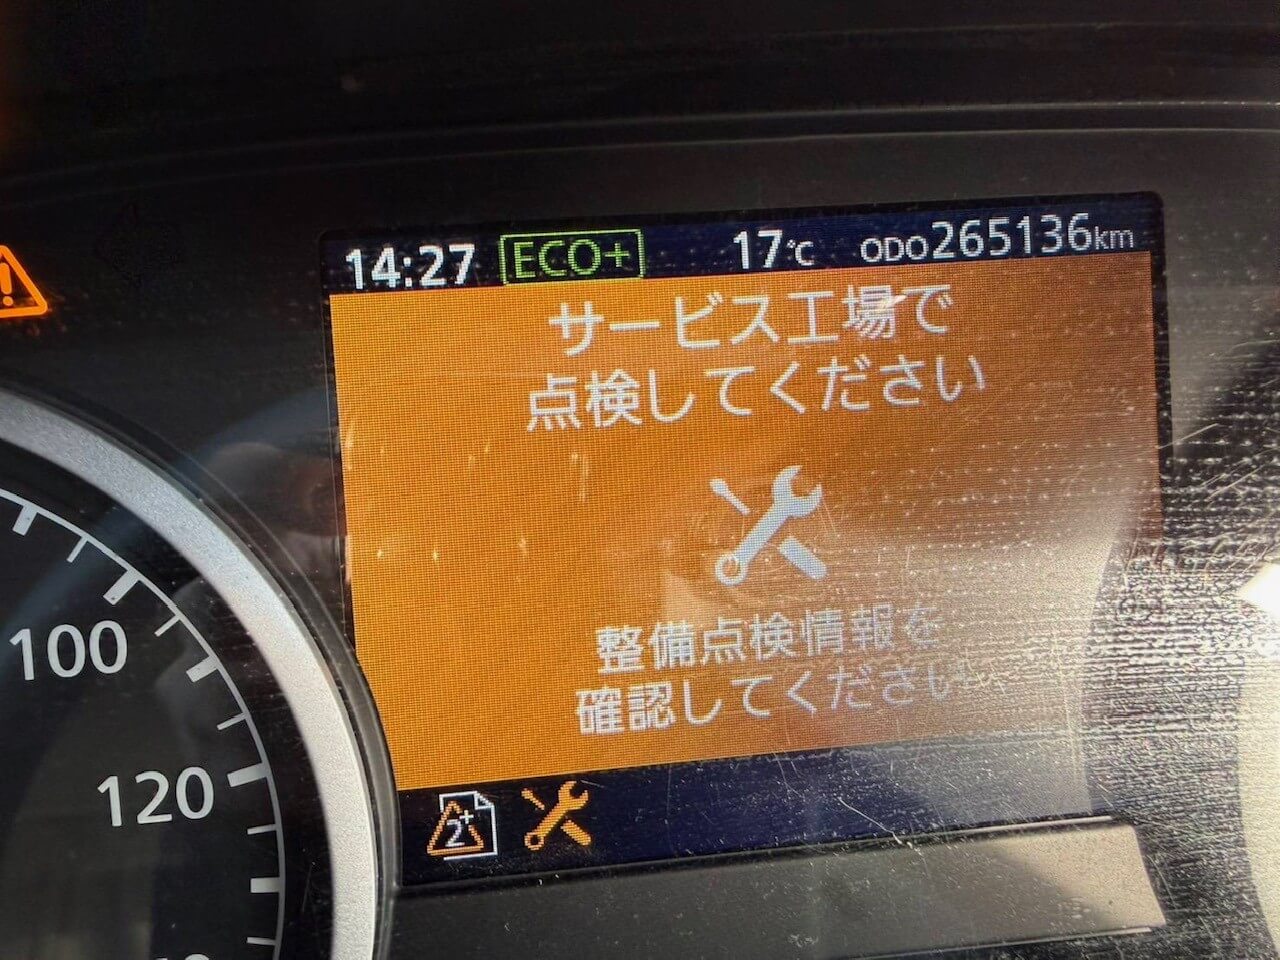 14:27 ECO+ 17℃ ODO265136km
サービス工場で
点検してください
整備点検情報を
確認してください
100
120
2+